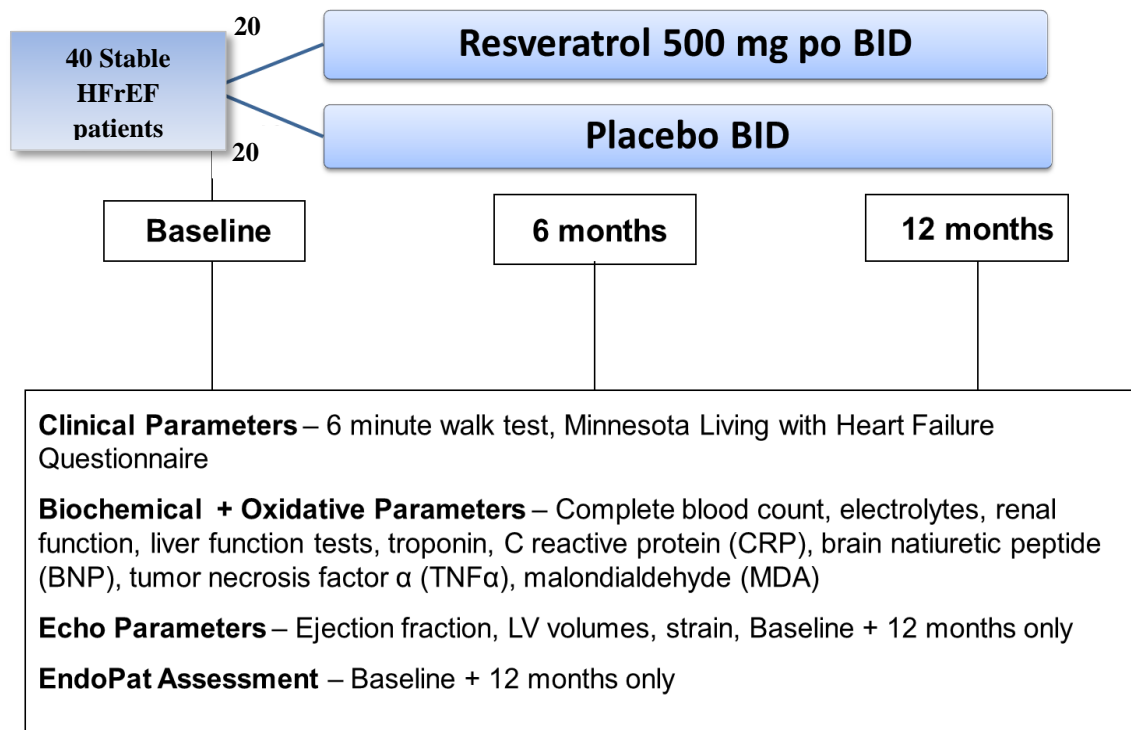 20
40 Stable
HFrEF
patients
Resveratrol 500 mg po BID
Placebo BID
20
Baseline
6 months
12 months
Clinical Parameters – 6 minute walk test, Minnesota Living with Heart Failure
Questionnaire
Biochemical + Oxidative Parameters – Complete blood count, electrolytes, renal
function, liver function tests, troponin, C reactive protein (CRP), brain natiuretic peptide
(BNP), tumor necrosis factor α (TNFα), malondialdehyde (MDA)
Echo Parameters – Ejection fraction, LV volumes, strain, Baseline + 12 months only
EndoPat Assessment – Baseline + 12 months only